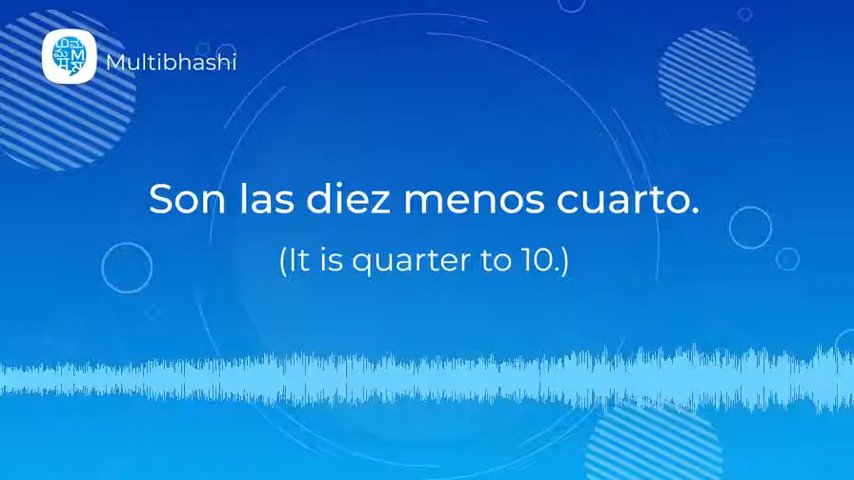 Multibhashi
Son las diez menos cuarto.
(It is quarter to 10.)